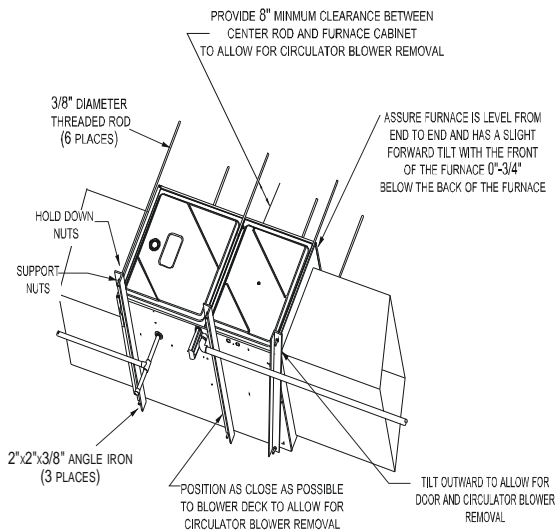 PROVIDE 8" MINMUM CLEARANCE BETWEEN
CENTER ROD AND FURNACE CABINET
TO ALLOW FOR CIRCULATOR BLOWER REMOVAL
3/8" DIAMETER
THREADED ROD
(6 PLACES)
ASSURE FURNACE IS LEVEL FROM
END TO END AND HAS A SLIGHT
FORWARD TILT WITH THE FRONT
OF THE FURNACE 0"-3/4"
BELOW THE BACK OF THE FURNACE
HOLD DOWN
NUTS
SUPPORT
NUTS
2"x2"x3/8" ANGLE IRON
(3 PLACES)
POSITION AS CLOSE AS POSSIBLE
TO BLOWER DECK TO ALLOW FOR
CIRCULATOR BLOWER REMOVAL
TILT OUTWARD TO ALLOW FOR
DOOR AND CIRCULATOR BLOWER
REMOVAL